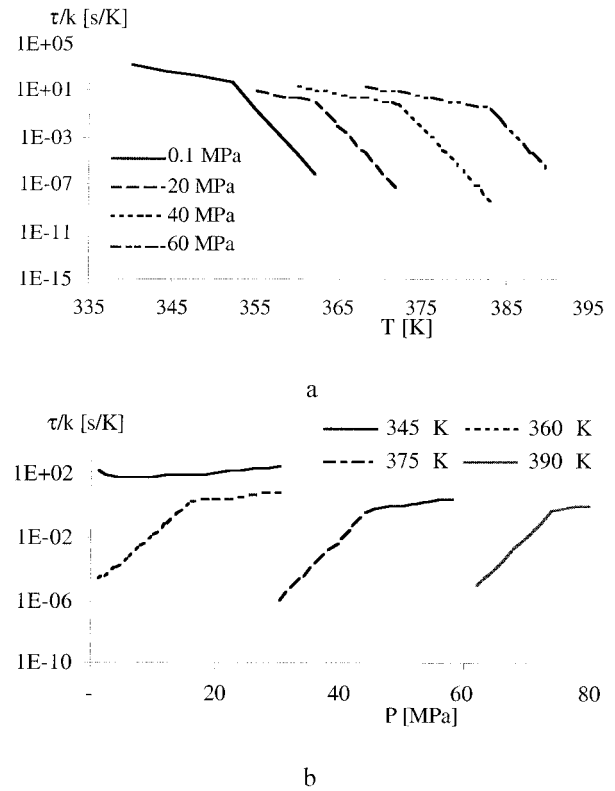 τ/k [s/K]
1E+05
1E+01
1E-03
1E-07
1E-11
1E-15
0.1 MPa
20 MPa
40 MPa
60 MPa
335 345 355 365 375 385 395
T [K]
a
τ/k [s/K]
345 K 360 K
375 K 390 K
1E+02
1E-02
1E-06
1E-10
- 20 40 60 80
P [MPa]
b